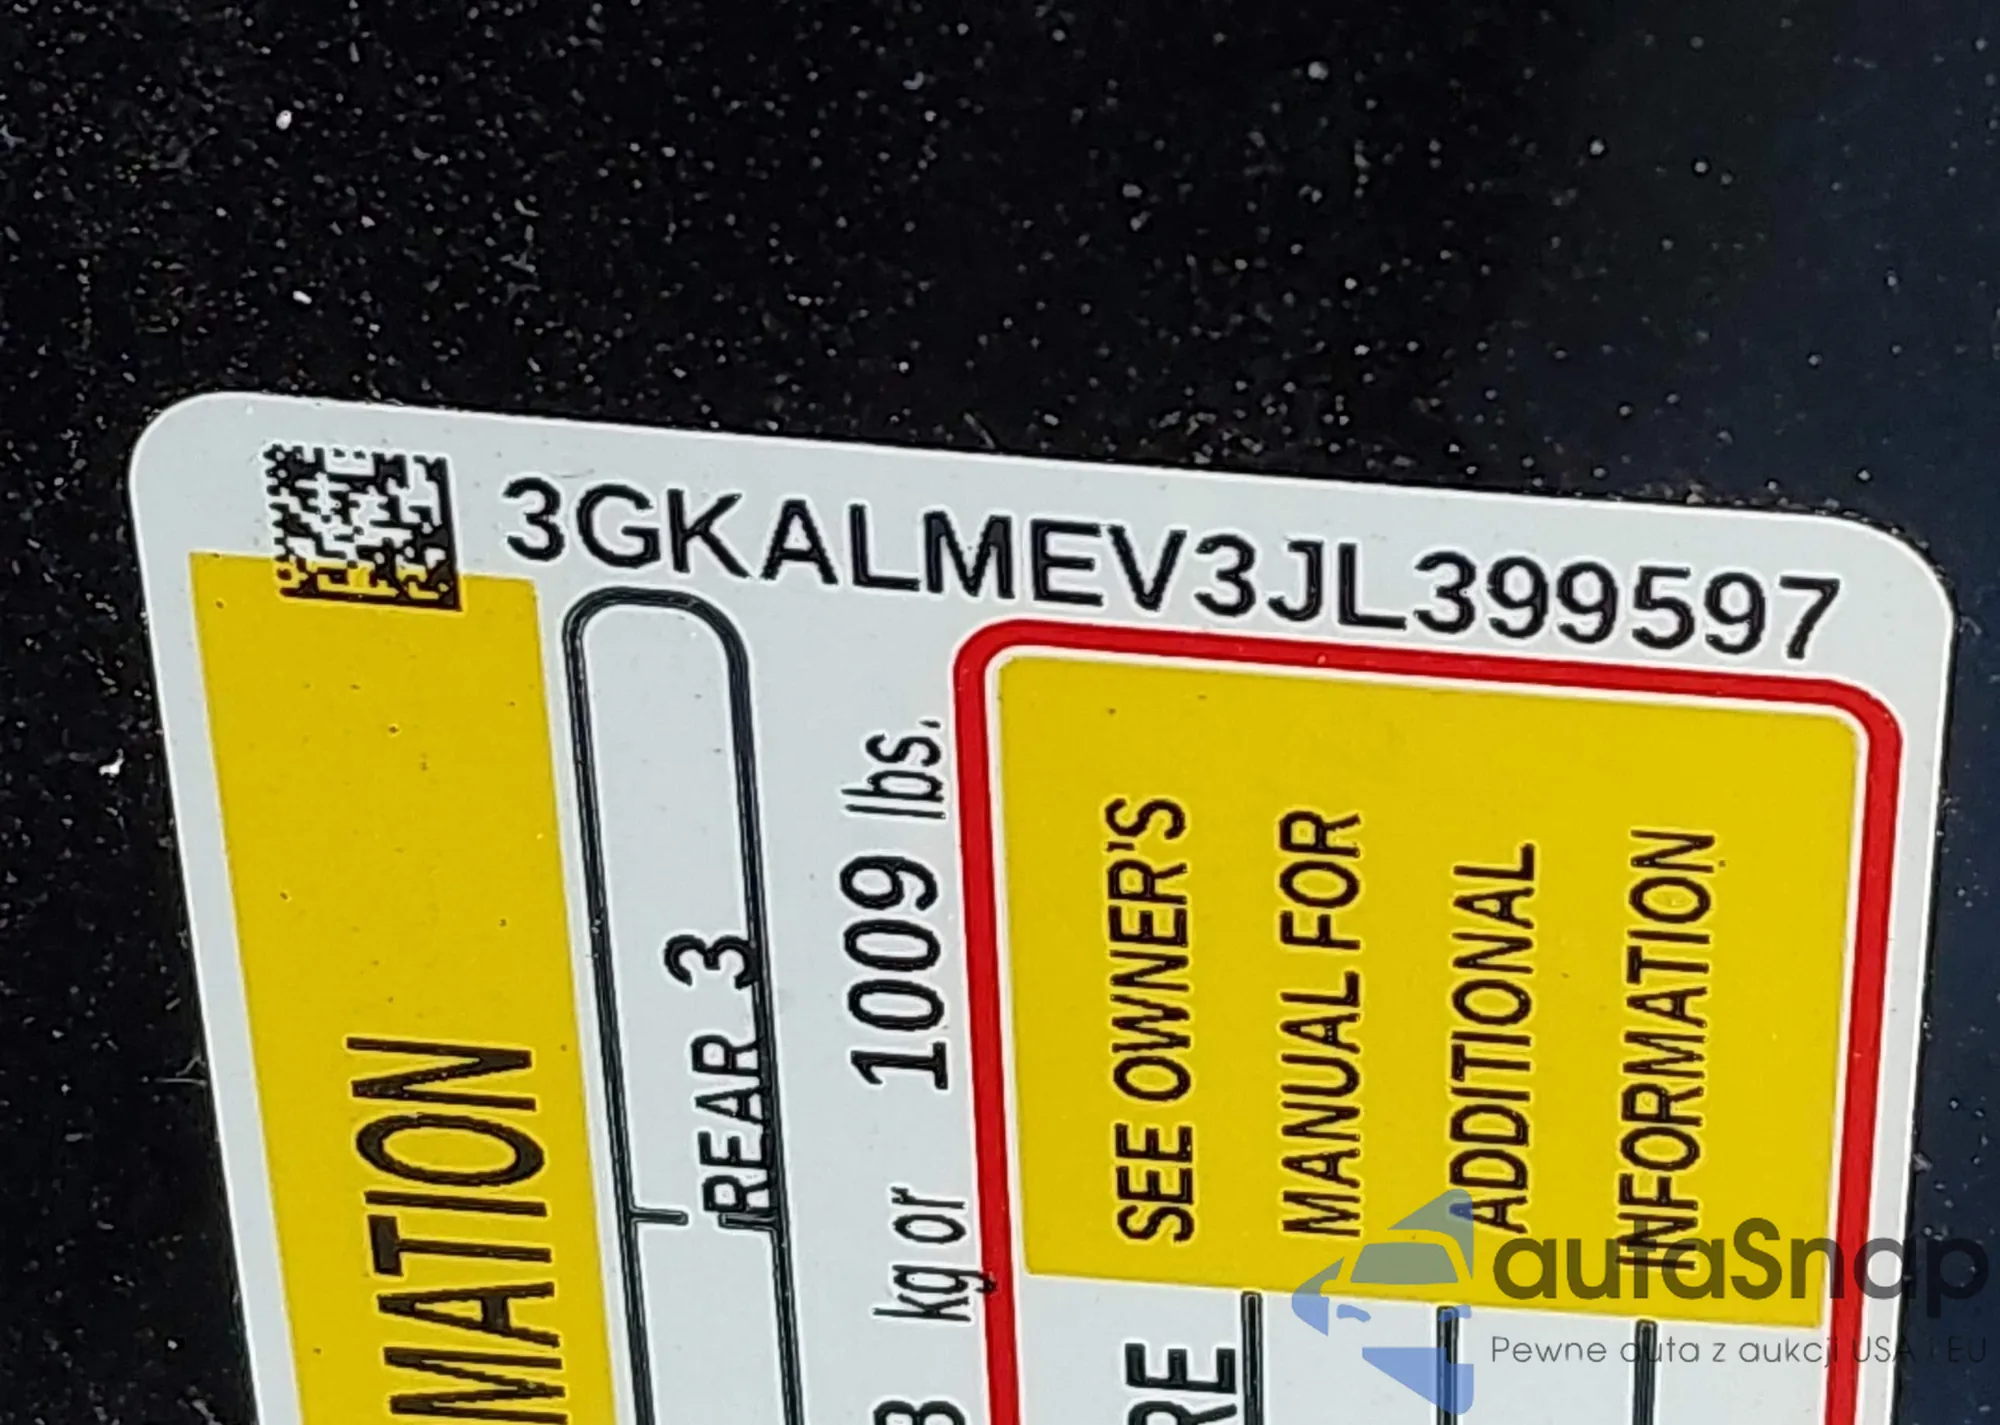 3GKALMEV3JL399597
MATION
REAR 3
kg or 1009 lbs.
SEE OWNER'S
MANUAL FOR
ADDITIONAL
INFORMATION
autaSnap
Pewne auta z aukcji USA i EU